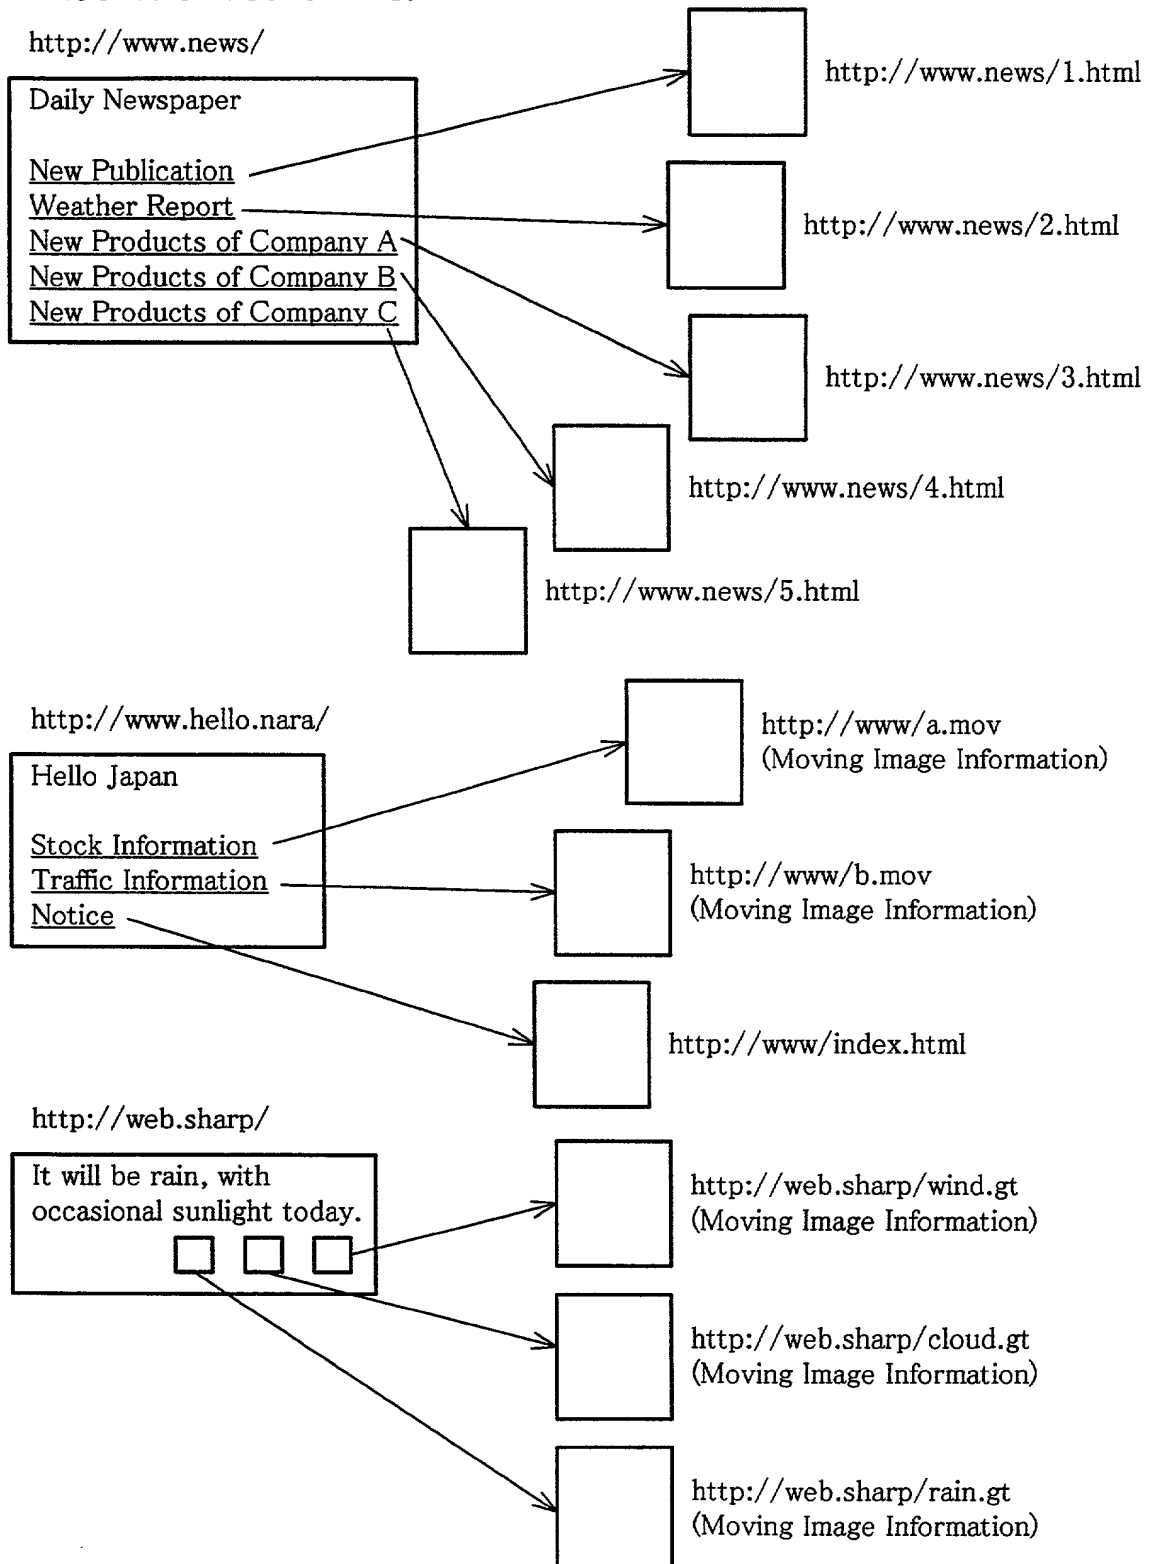 http://www.news/
Daily Newspaper
New Publication
Weather Report
New Products of Company A
New Products of Company B
New Products of Company C
http://www.news/1.html
http://www.news/2.html
http://www.news/3.html
http://www.news/4.html
http://www.news/5.html
http://www.hello.nara/
Hello Japan
Stock Information
Traffic Information
Notice
http://www/a.mov
(Moving Image Information)
http://www/b.mov
(Moving Image Information)
http://www/index.html
http://web.sharp/
It will be rain, with
occasional sunlight today.
http://web.sharp/wind.gt
(Moving Image Information)
http://web.sharp/cloud.gt
(Moving Image Information)
http://web.sharp/rain.gt
(Moving Image Information)